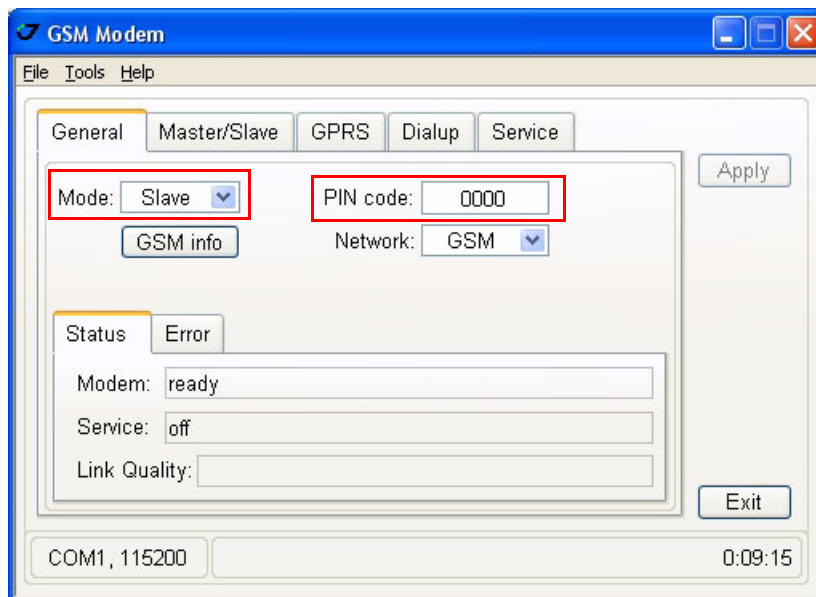 GSM Modem
File Tools Help
General Master/Slave GPRS Dialup Service
Apply
Mode: Slave PIN code: 0000
GSM info Network: GSM
Status Error
Modem: ready
Service: off
Link Quality:
Exit
COM1, 115200 0:09:15